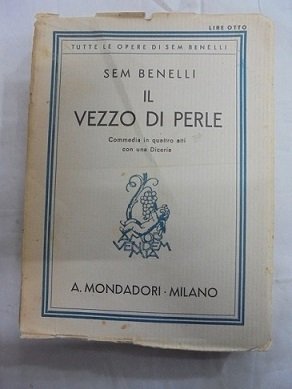 LIRE OTTO
TUTTE LE OPERE DI SEM BENELLI
SEM BENELLI
IL
VEZZO DI PERLE
Commedia in quattro atti
con una Diceria
A. MONDADORI · MILANO